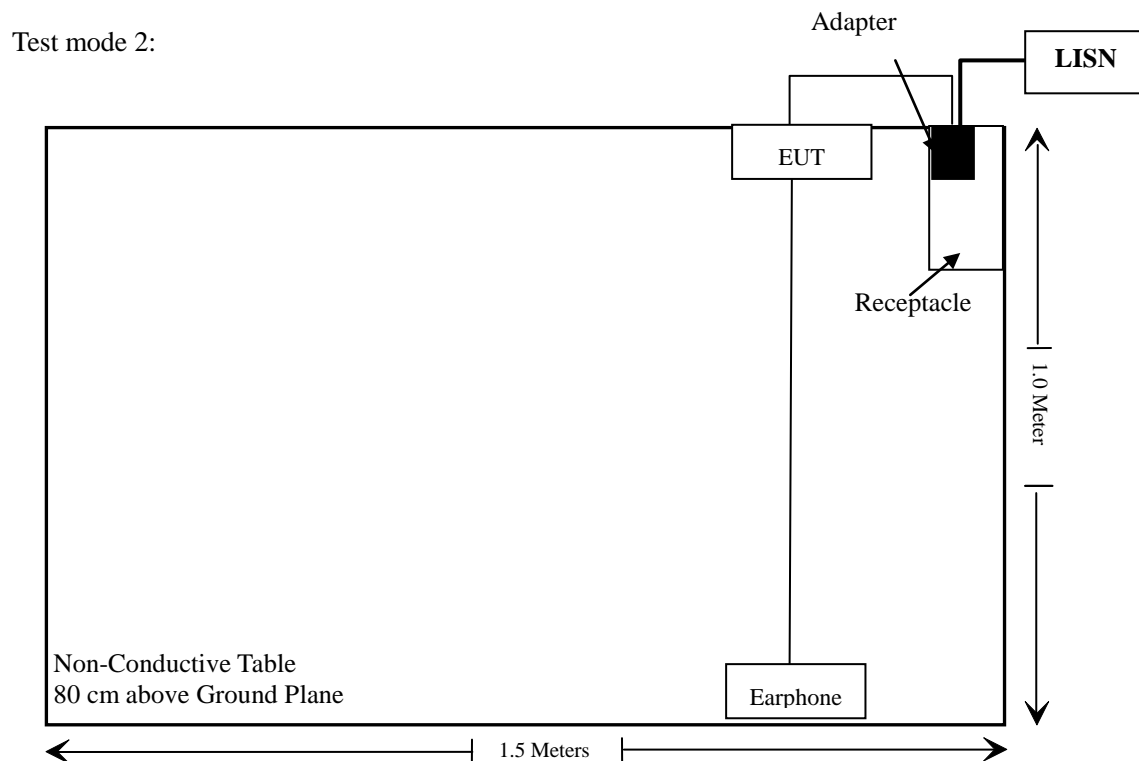 Test mode 2:
Adapter
LISN
EUT
Receptacle
1.0 Meter
Non-Conductive Table
80 cm above Ground Plane
Earphone
1.5 Meters